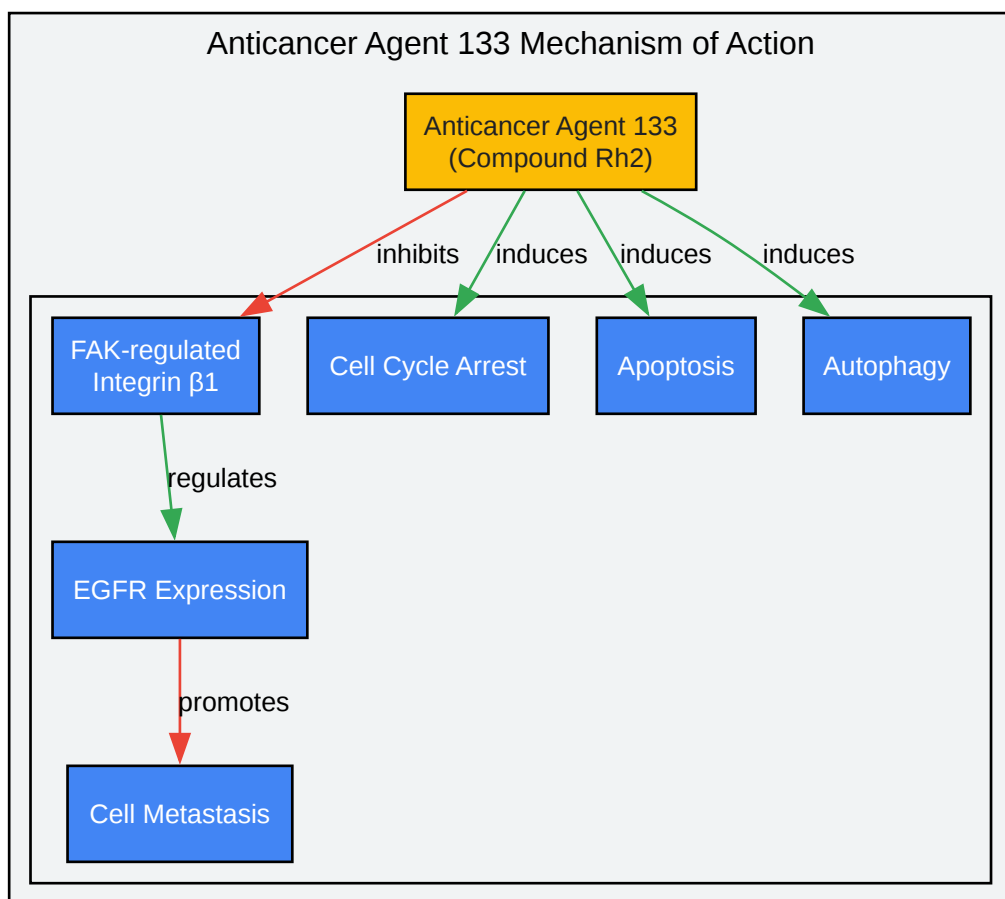 Anticancer Agent 133 Mechanism of Action
Anticancer Agent 133
(Compound Rh2)
inhibits
induces
induces
induces
FAK-regulated
Integrin β1
Cell Cycle Arrest
Apoptosis
Autophagy
regulates
EGFR Expression
promotes
Cell Metastasis